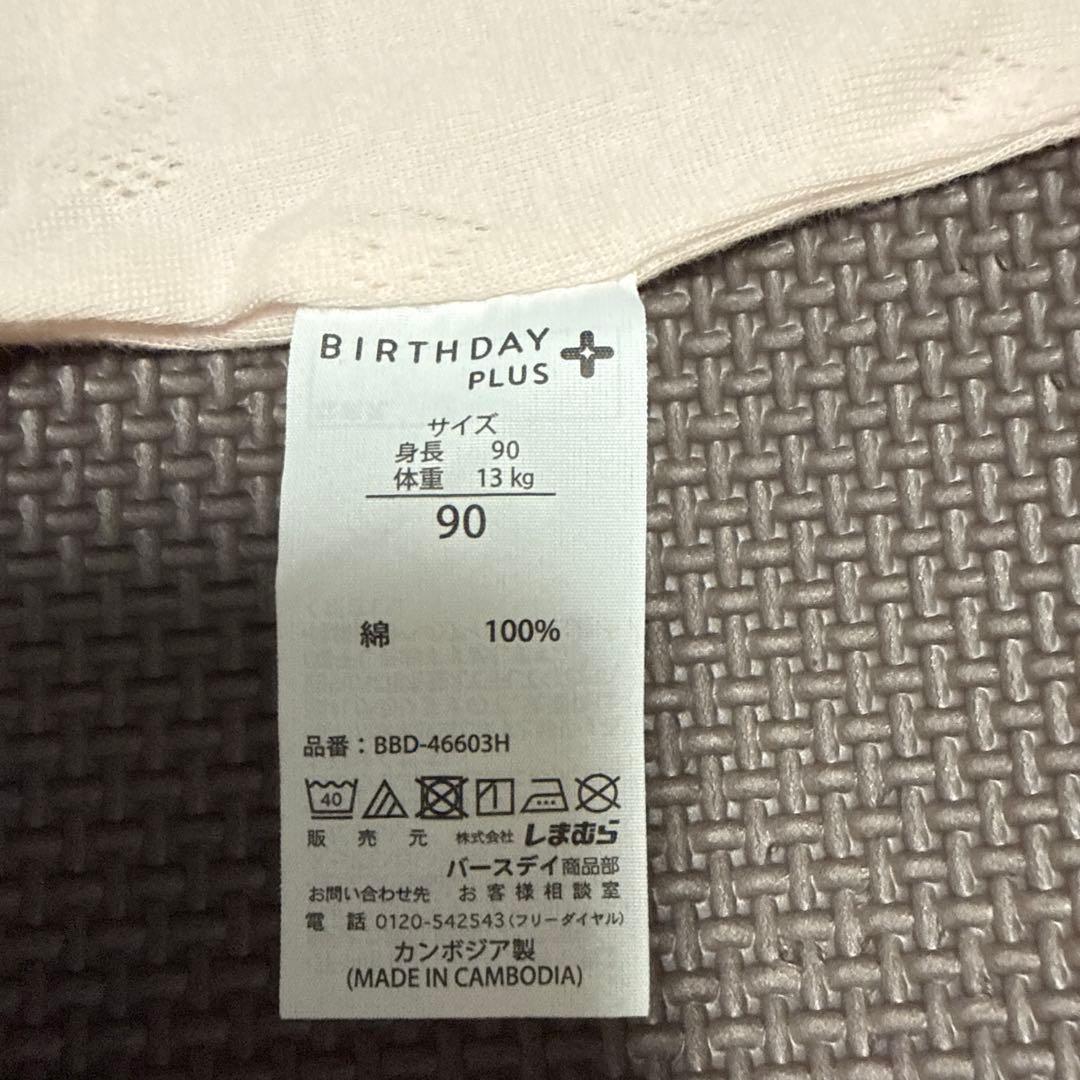 BIRTHDAY
PLUS
サイズ
身長 90
体重 13 kg
90
綿 100%
品番：BBD-46603H
40
販売元 株式会社 しまむら
バースデイ商品部
お問い合わせ先 お客様相談室
電話 0120-542543（フリーダイヤル）
カンボジア製
(MADE IN CAMBODIA)